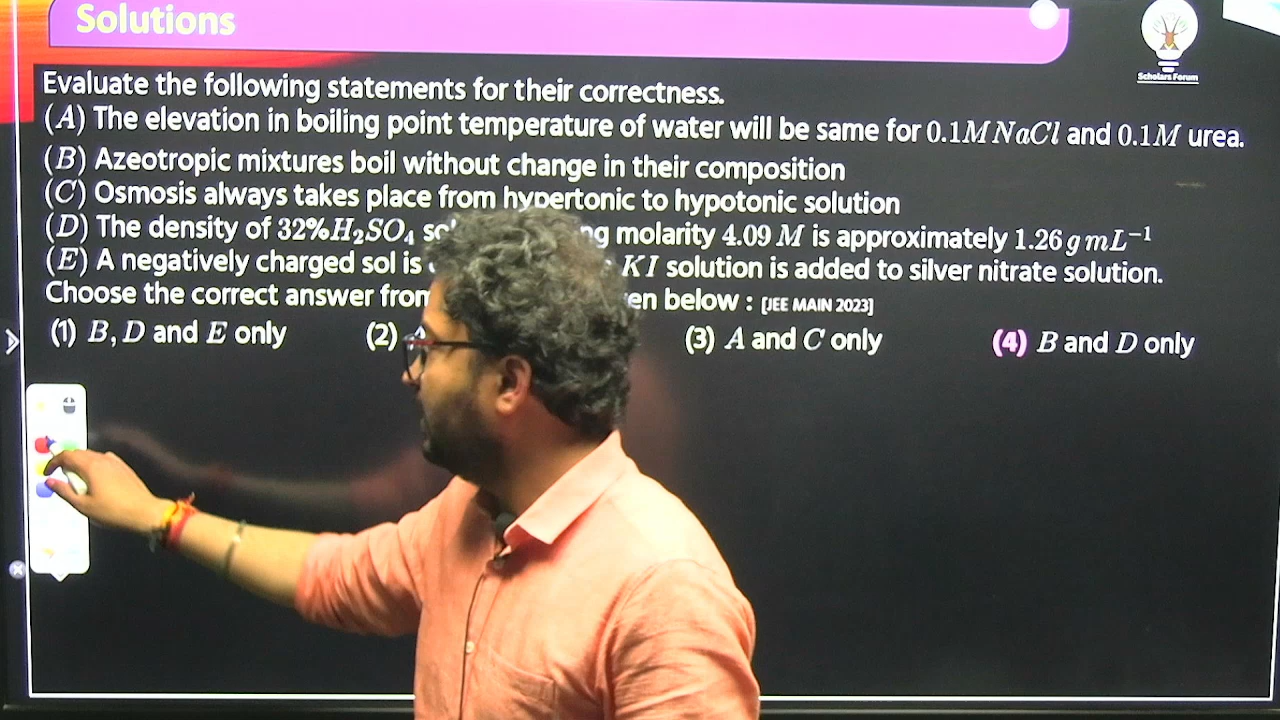 Solutions
Scholars Forum
Evaluate the following statements for their correctness.
(A) The elevation in boiling point temperature of water will be same for 0.1M NaCl and 0.1M urea.
(B) Azeotropic mixtures boil without change in their composition
(C) Osmosis always takes place from hypertonic to hypotonic solution
(D) The density of 32% H₂SO₄ molarity 4.09 M is approximately 1.26 g mL⁻¹
(E) A negatively charged sol is KI solution is added to silver nitrate solution.
Choose the correct answer below : [JEE MAIN 2023]
(1) B, D and E only (2) (3) A and C only (4) B and D only